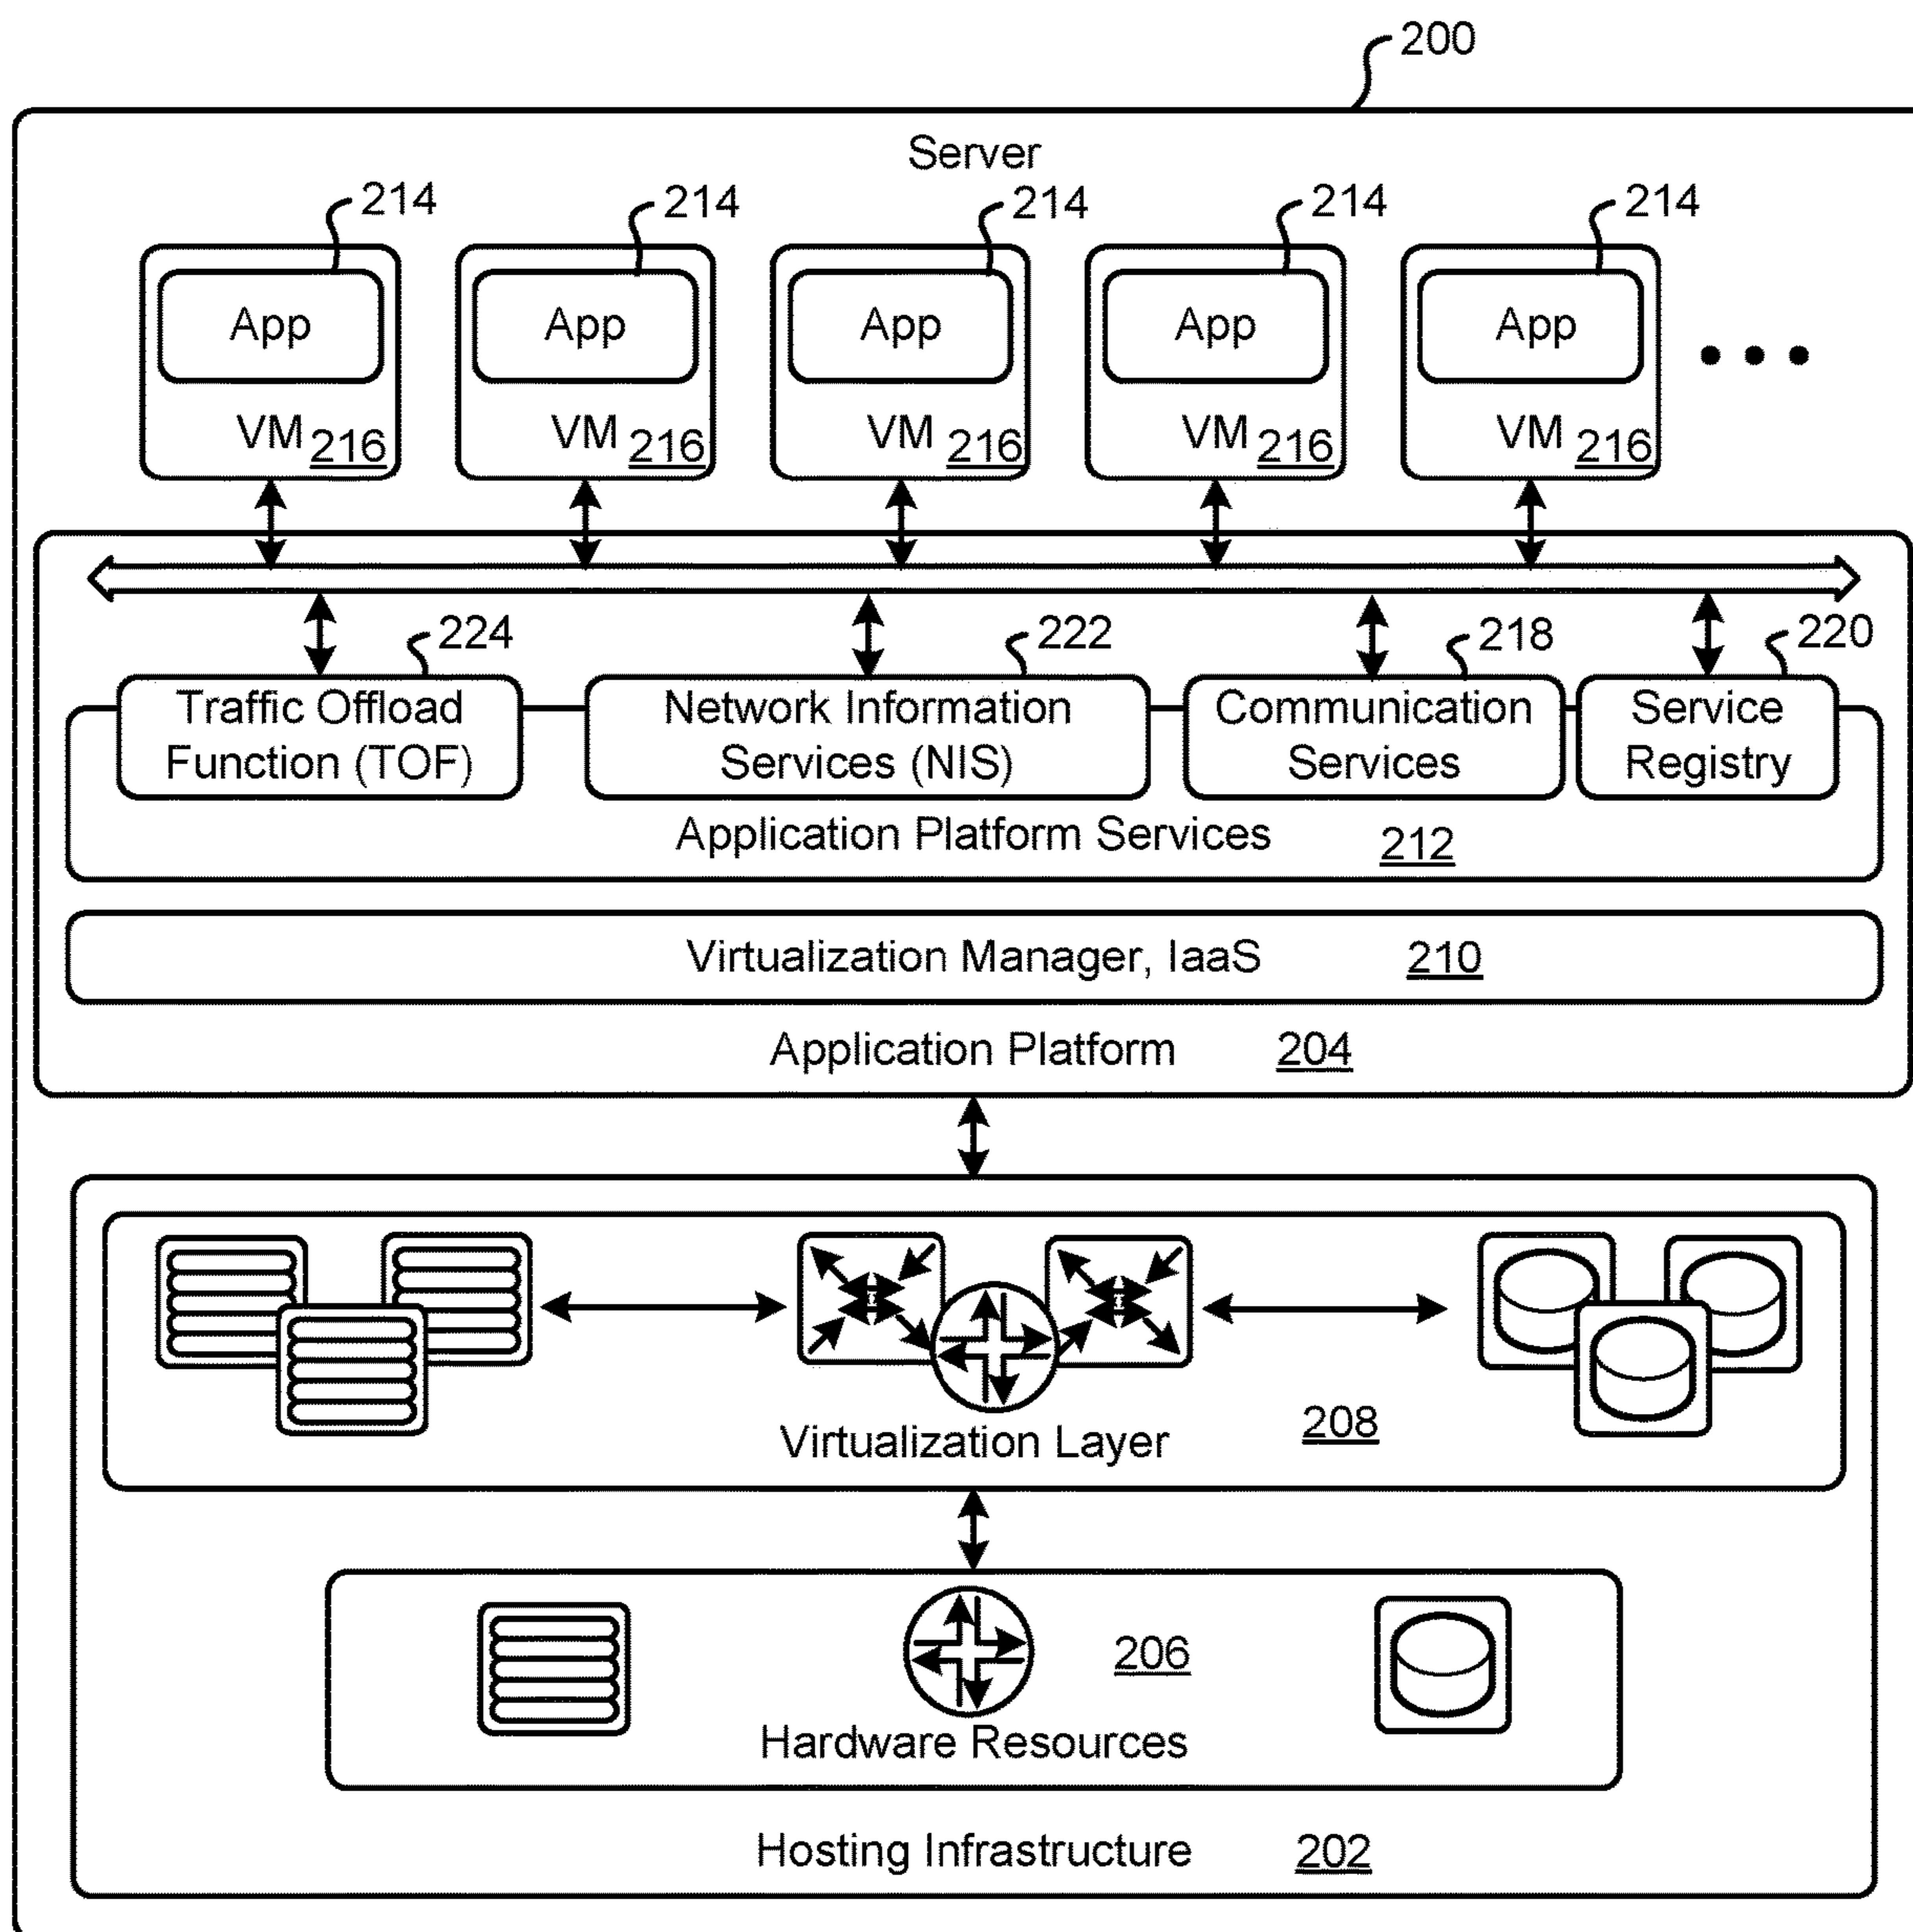 200
Server
214 214 214 214 214
App App App App App
VM 216 VM 216 VM 216 VM 216 VM 216
224 222 218 220
Traffic Offload
Function (TOF)
Network Information
Services (NIS)
Communication
Services
Service
Registry
Application Platform Services 212
Virtualization Manager, IaaS 210
Application Platform 204
Virtualization Layer 208
206
Hardware Resources
Hosting Infrastructure 202